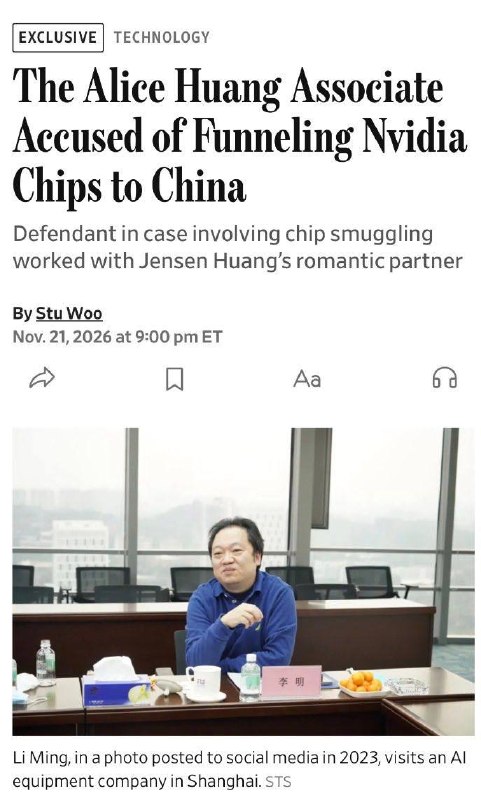 EXCLUSIVE TECHNOLOGY
The Alice Huang Associate
Accused of Funneling Nvidia
Chips to China
Defendant in case involving chip smuggling
worked with Jensen Huang's romantic partner
By Stu Woo
Nov. 21, 2026 at 9:00 pm ET
Aa
李 明
Li Ming, in a photo posted to social media in 2023, visits an AI
equipment company in Shanghai. STS